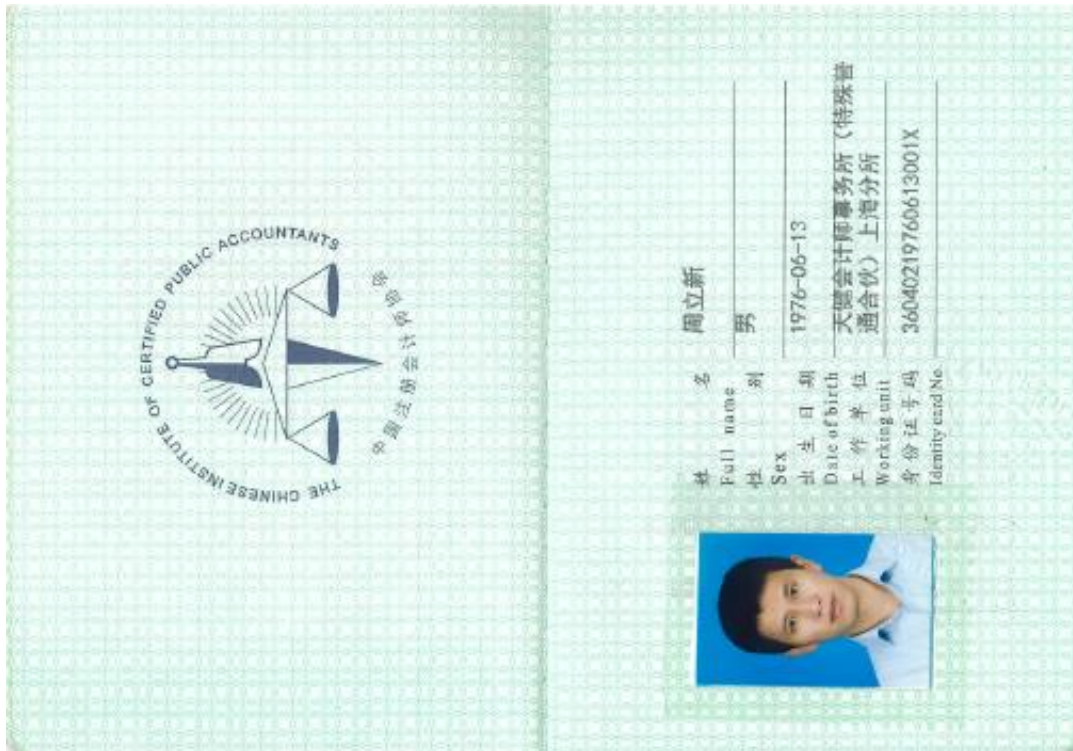 THE CHINESE INSTITUTE OF CERTIFIED PUBLIC ACCOUNTANTS
中国注册会计师协会
姓 名 周立新
Full name
性 别 男
Sex
出 生 日 期 1976-06-13
Date of birth
工 作 单 位 天健会计师事务所（特殊普
Working unit 通合伙）上海分所
身 份 证 号 码 36040219760613001X
Identity card No.